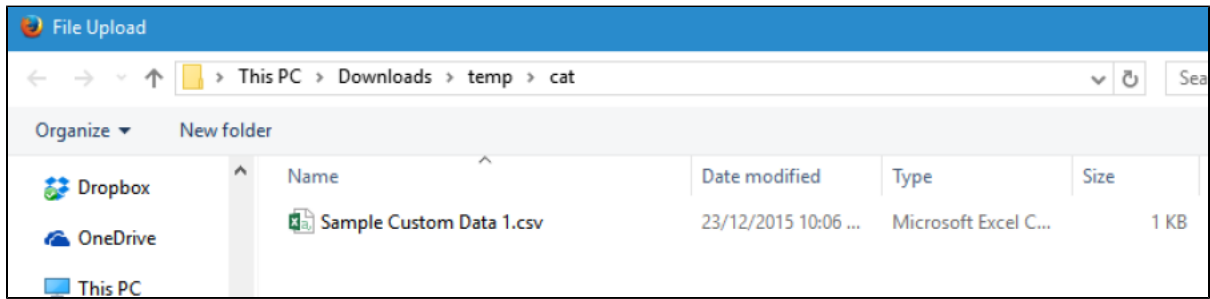 File Upload
This PC > Downloads > temp > cat
Sea
Organize
New folder
Name
Date modified
Type
Size
Dropbox
Sample Custom Data 1.csv
23/12/2015 10:06 ...
Microsoft Excel C...
1 KB
OneDrive
This PC